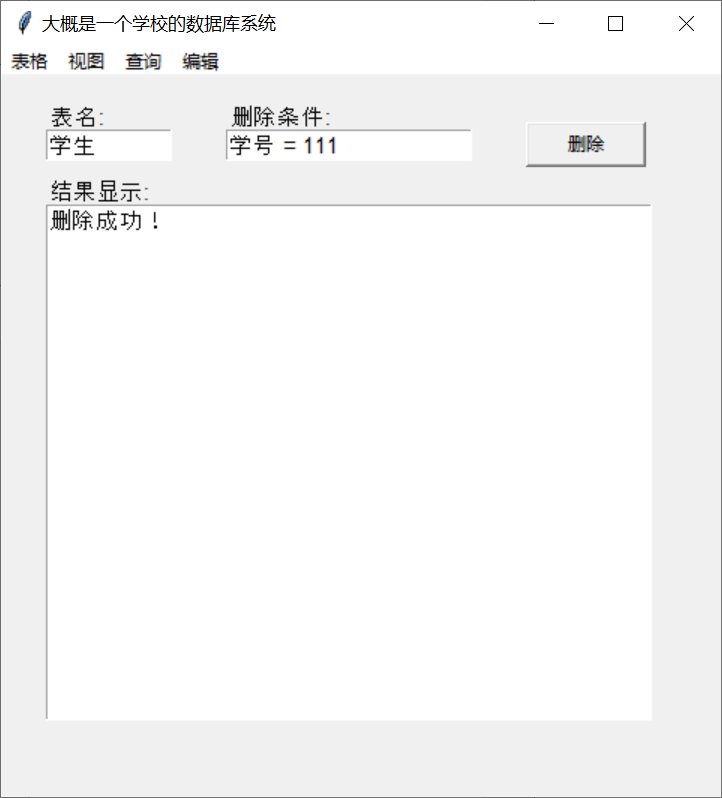 大概是一个学校的数据库系统
表格 视图 查询 编辑
表名: 删除条件:
学生 学号 = 111 删除
结果显示:
删除成功！